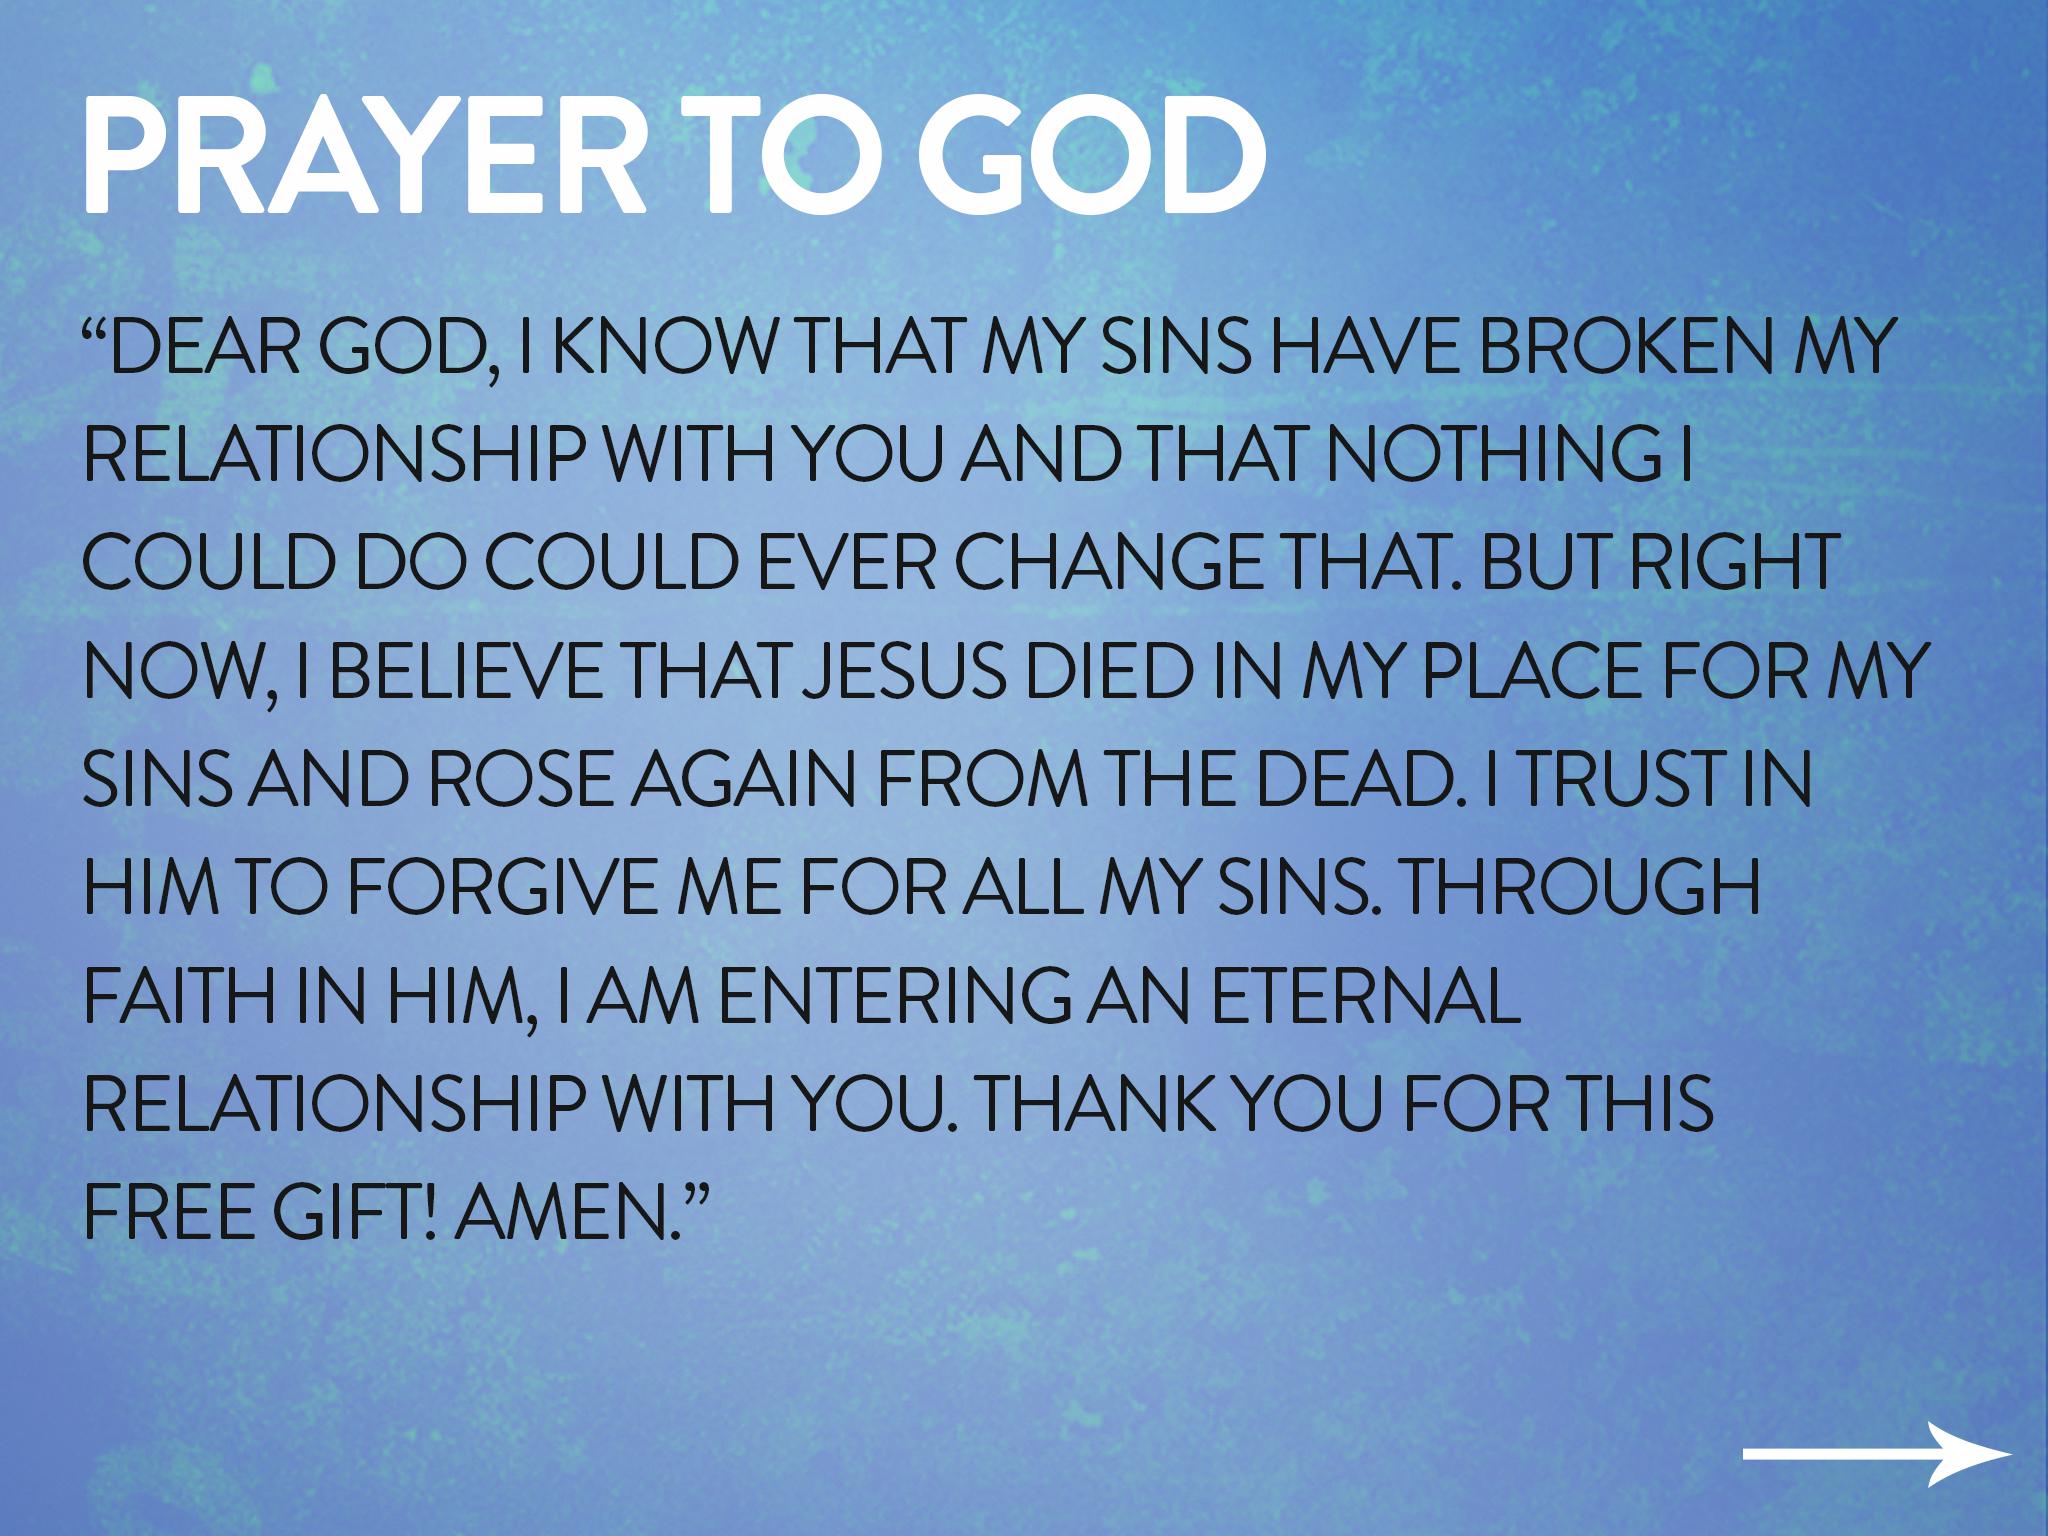 PRAYER TO GOD
“DEAR GOD, I KNOW THAT MY SINS HAVE BROKEN MY
RELATIONSHIP WITH YOU AND THAT NOTHING I
COULD DO COULD EVER CHANGE THAT. BUT RIGHT
NOW, I BELIEVE THAT JESUS DIED IN MY PLACE FOR MY
SINS AND ROSE AGAIN FROM THE DEAD. I TRUST IN
HIM TO FORGIVE ME FOR ALL MY SINS. THROUGH
FAITH IN HIM, I AM ENTERING AN ETERNAL
RELATIONSHIP WITH YOU. THANK YOU FOR THIS
FREE GIFT! AMEN.”